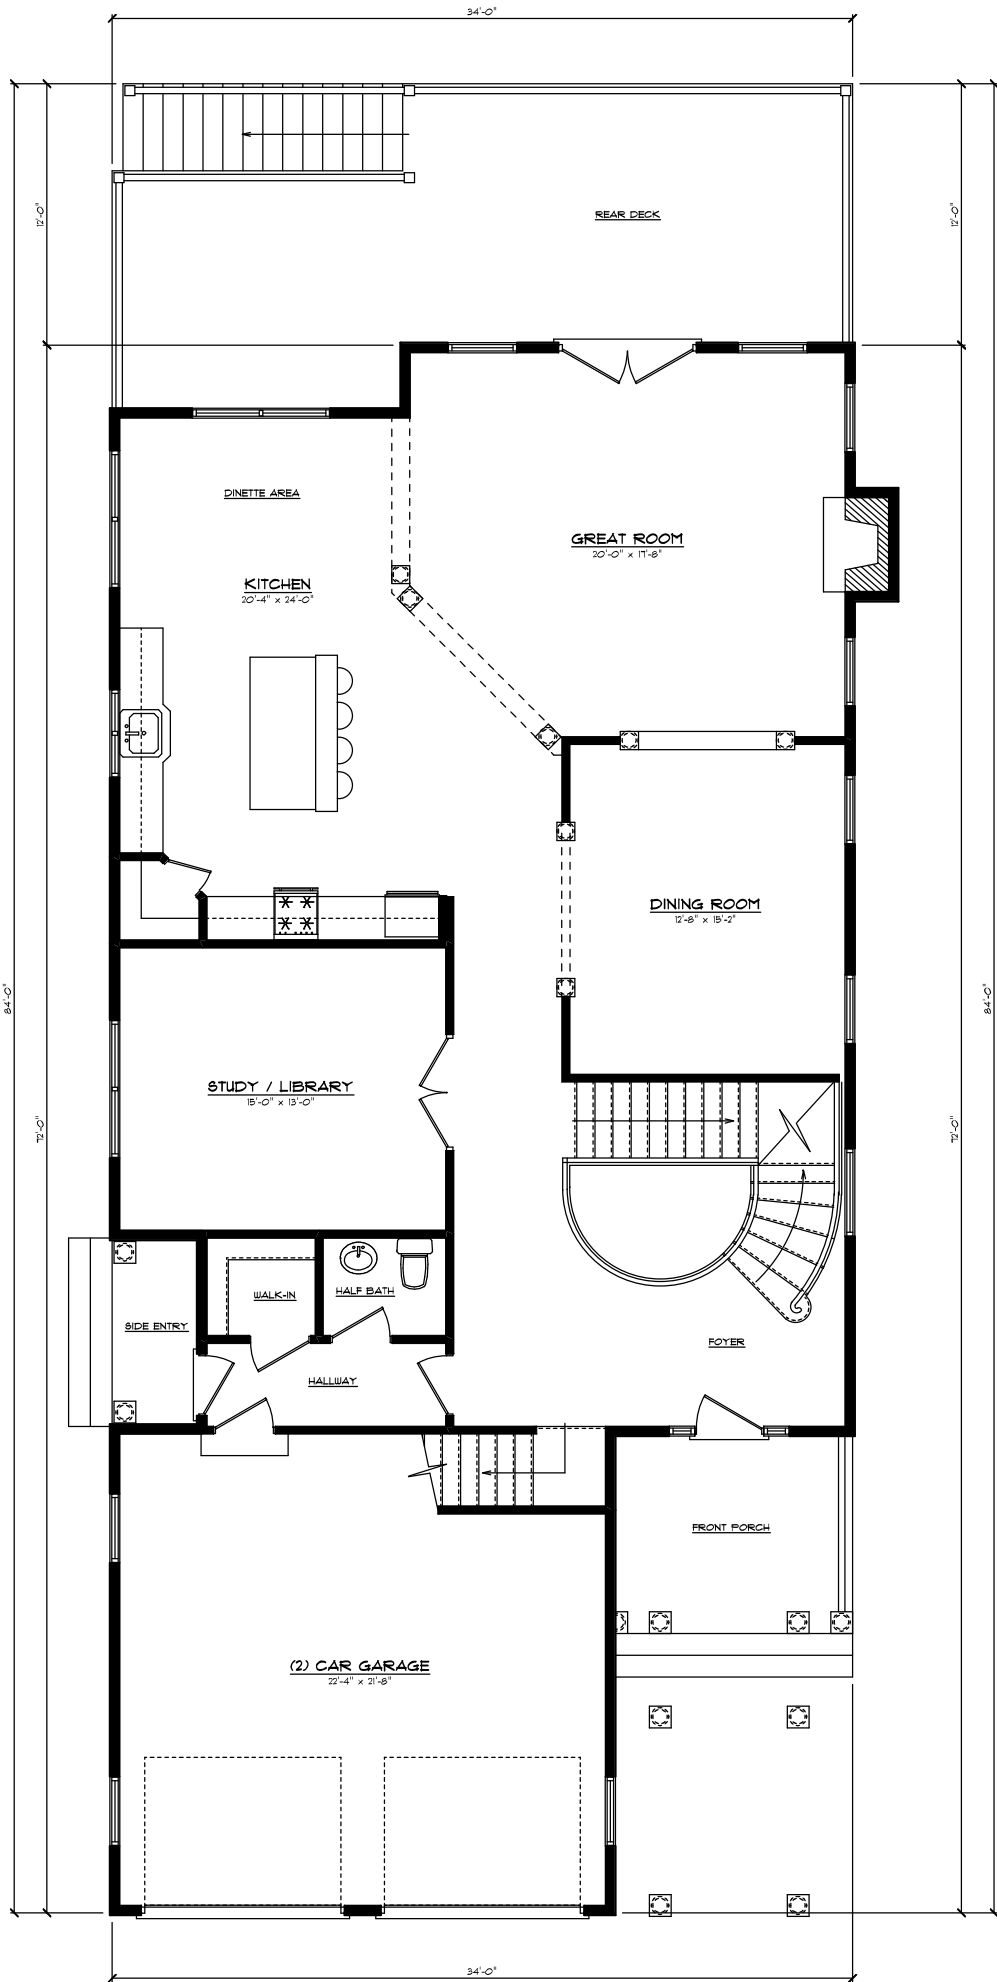 34'-0"
12'-0"
12'-0"
REAR DECK
DINETTE AREA
GREAT ROOM
20'-0" x 17'-8"
KITCHEN
20'-4" x 24'-0"
DINING ROOM
12'-8" x 15'-2"
84'-0"
84'-0"
STUDY / LIBRARY
15'-0" x 13'-0"
72'-0"
72'-0"
WALK-IN
HALF BATH
SIDE ENTRY
FOYER
HALLWAY
FRONT PORCH
(2) CAR GARAGE
22'-4" x 21'-8"
34'-0"